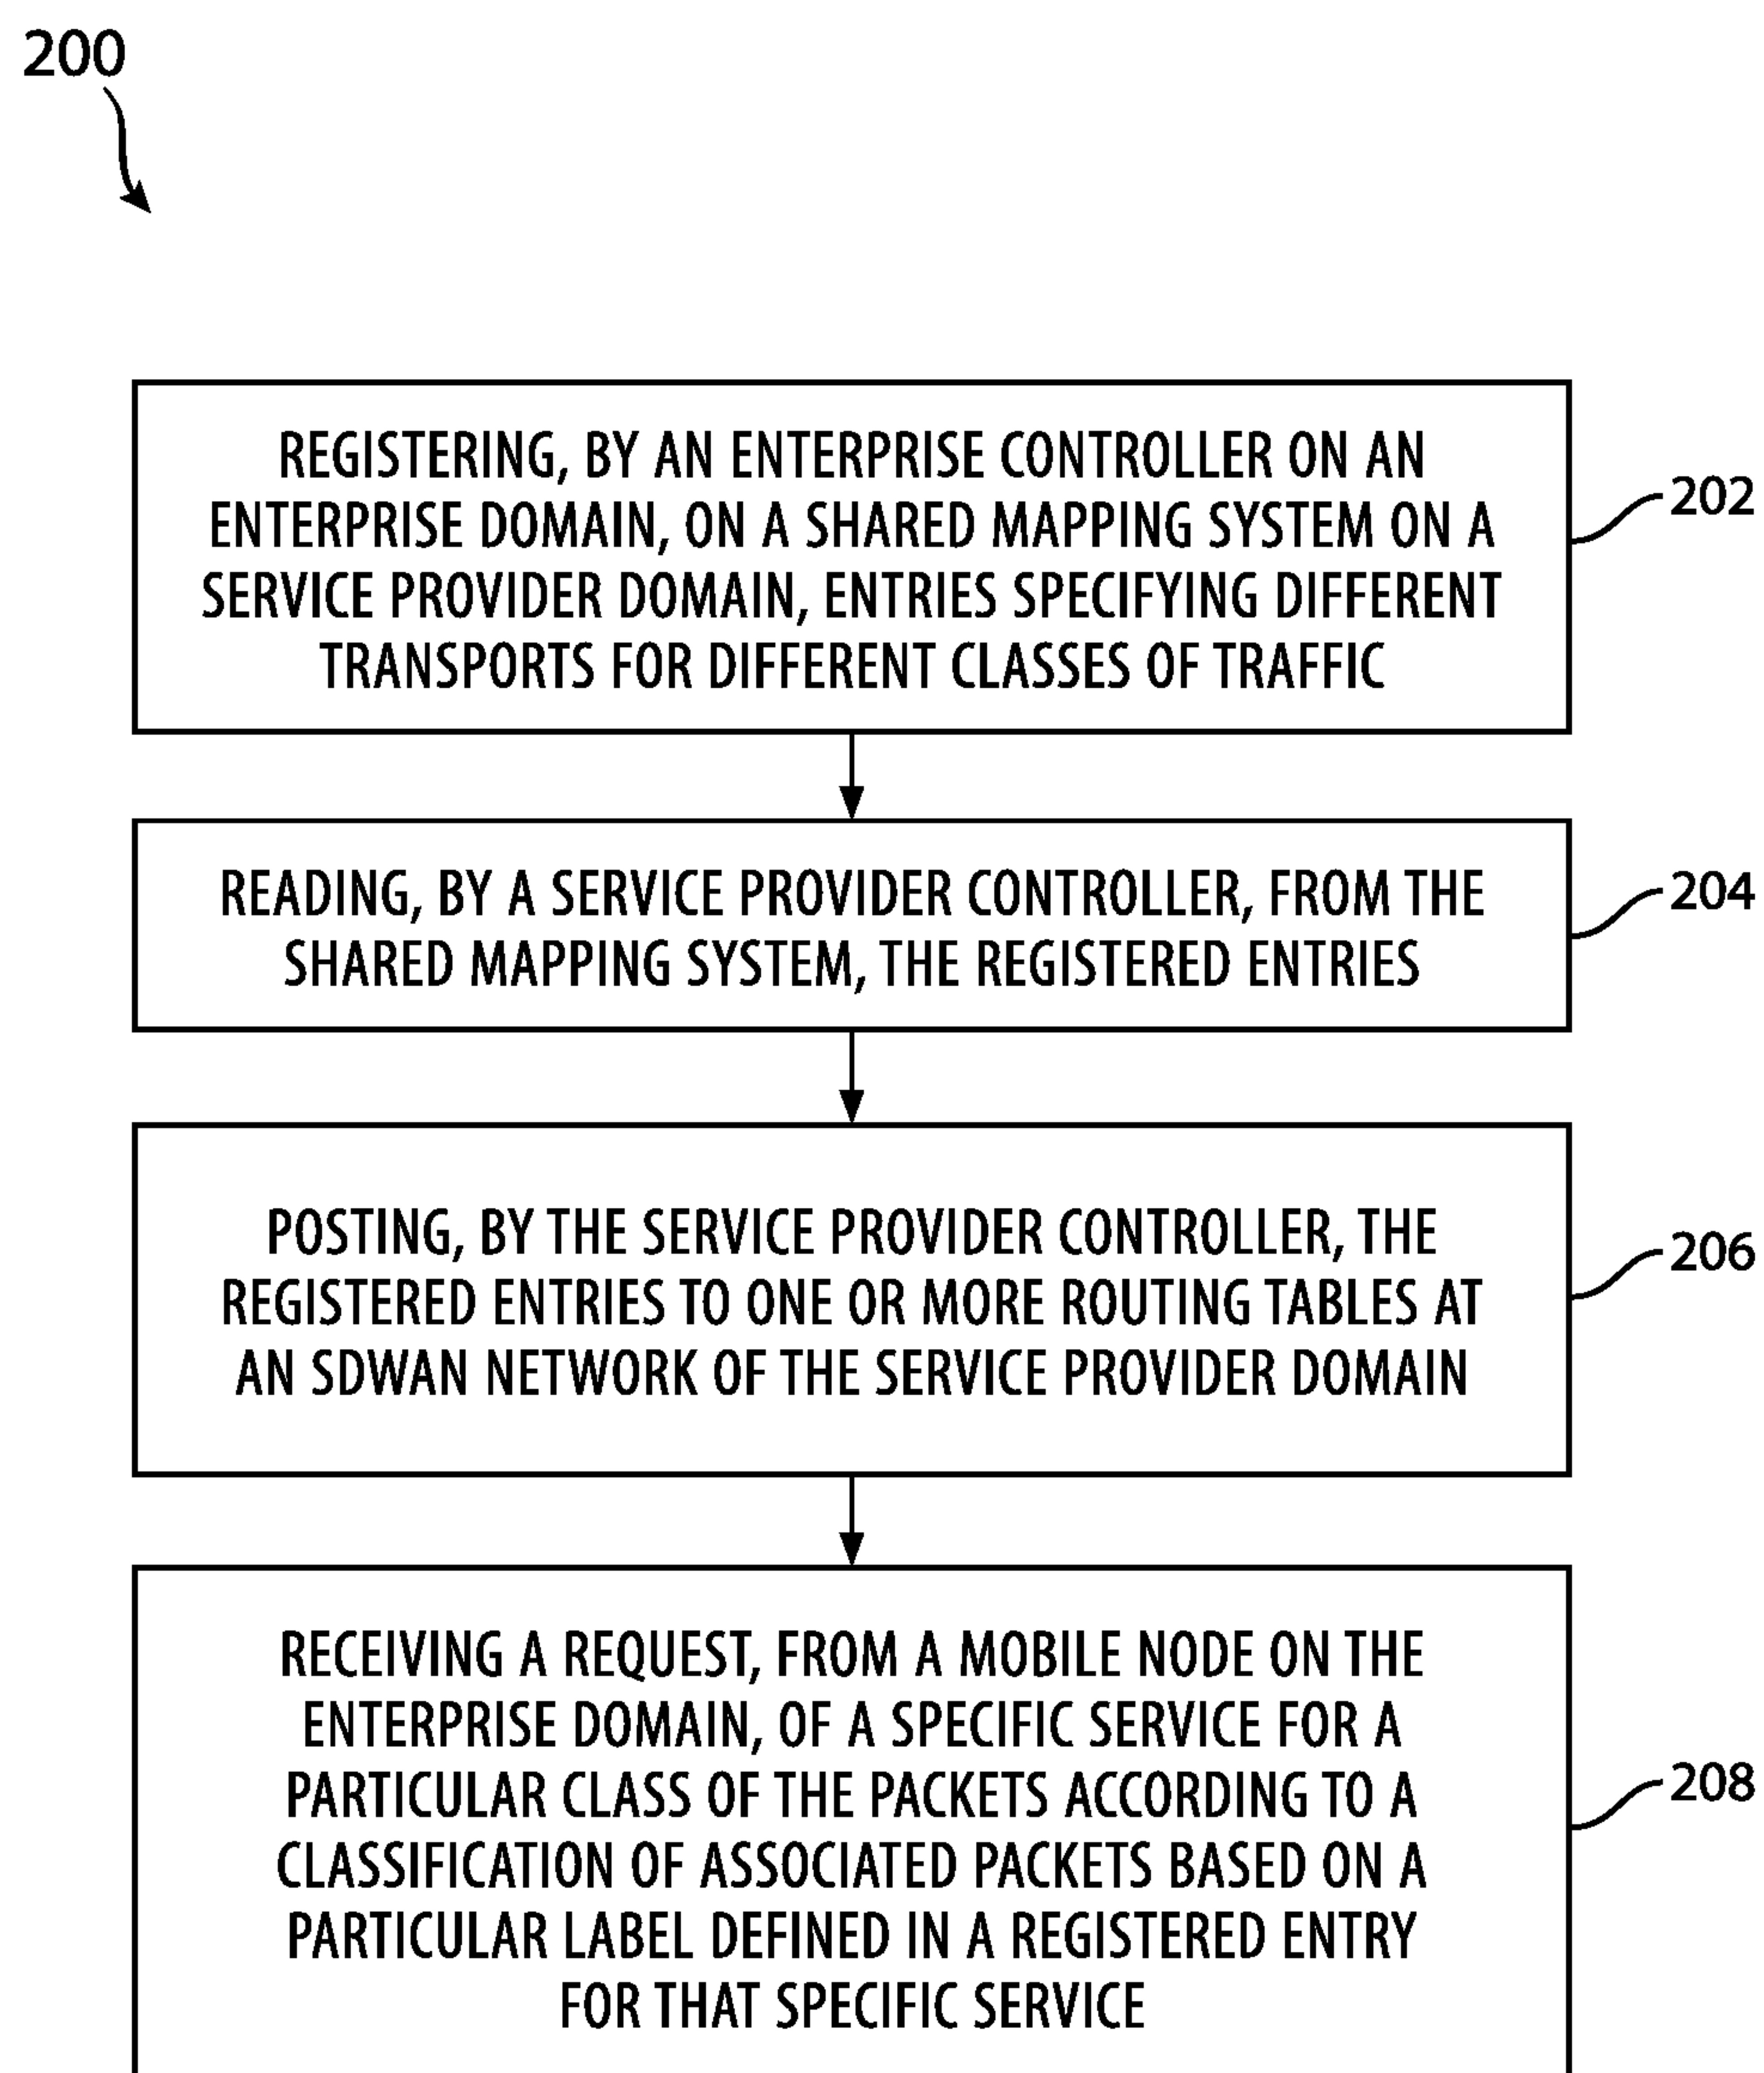 200
REGISTERING, BY AN ENTERPRISE CONTROLLER ON AN
ENTERPRISE DOMAIN, ON A SHARED MAPPING SYSTEM ON A
SERVICE PROVIDER DOMAIN, ENTRIES SPECIFYING DIFFERENT
TRANSPORTS FOR DIFFERENT CLASSES OF TRAFFIC
202
READING, BY A SERVICE PROVIDER CONTROLLER, FROM THE
SHARED MAPPING SYSTEM, THE REGISTERED ENTRIES
204
POSTING, BY THE SERVICE PROVIDER CONTROLLER, THE
REGISTERED ENTRIES TO ONE OR MORE ROUTING TABLES AT
AN SDWAN NETWORK OF THE SERVICE PROVIDER DOMAIN
206
RECEIVING A REQUEST, FROM A MOBILE NODE ON THE
ENTERPRISE DOMAIN, OF A SPECIFIC SERVICE FOR A
PARTICULAR CLASS OF THE PACKETS ACCORDING TO A
CLASSIFICATION OF ASSOCIATED PACKETS BASED ON A
PARTICULAR LABEL DEFINED IN A REGISTERED ENTRY
FOR THAT SPECIFIC SERVICE
208